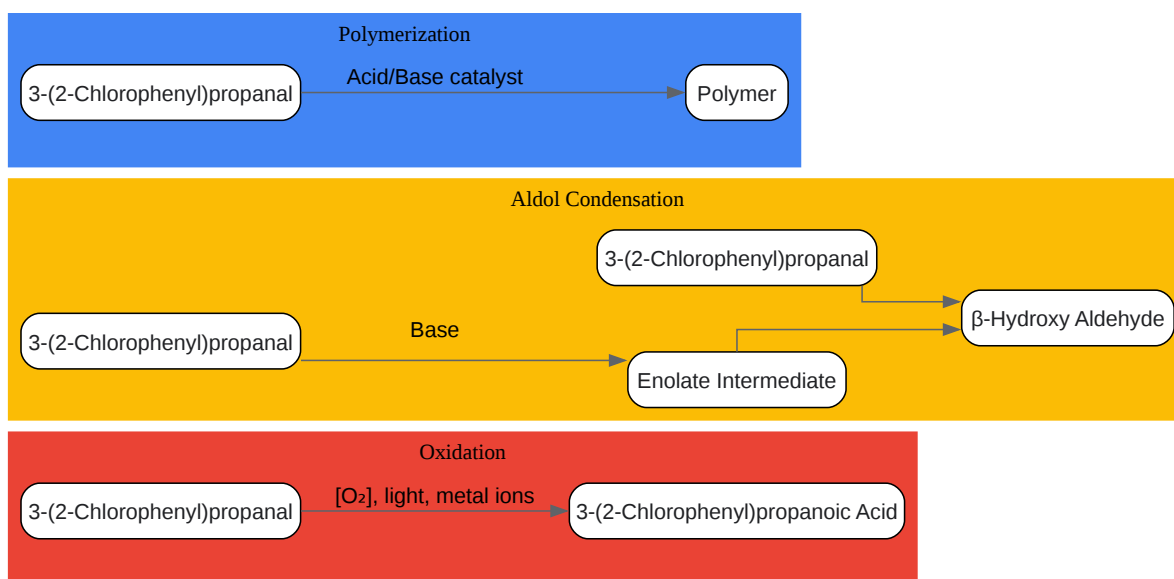 Polymerization
Acid/Base catalyst
3-(2-Chlorophenyl)propanal
Polymer
Aldol Condensation
3-(2-Chlorophenyl)propanal
β-Hydroxy Aldehyde
Base
3-(2-Chlorophenyl)propanal
Enolate Intermediate
Oxidation
[O₂], light, metal ions
3-(2-Chlorophenyl)propanal
3-(2-Chlorophenyl)propanoic Acid